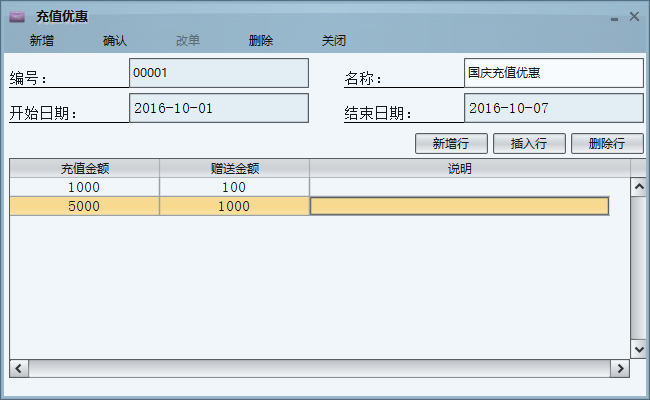 充值优惠
新增 确认 改单 删除 关闭
编号： 00001 名称： 国庆充值优惠
开始日期： 2016-10-01 结束日期： 2016-10-07
新增行 插入行 删除行
充值金额 赠送金额 说明
1000 100
5000 1000